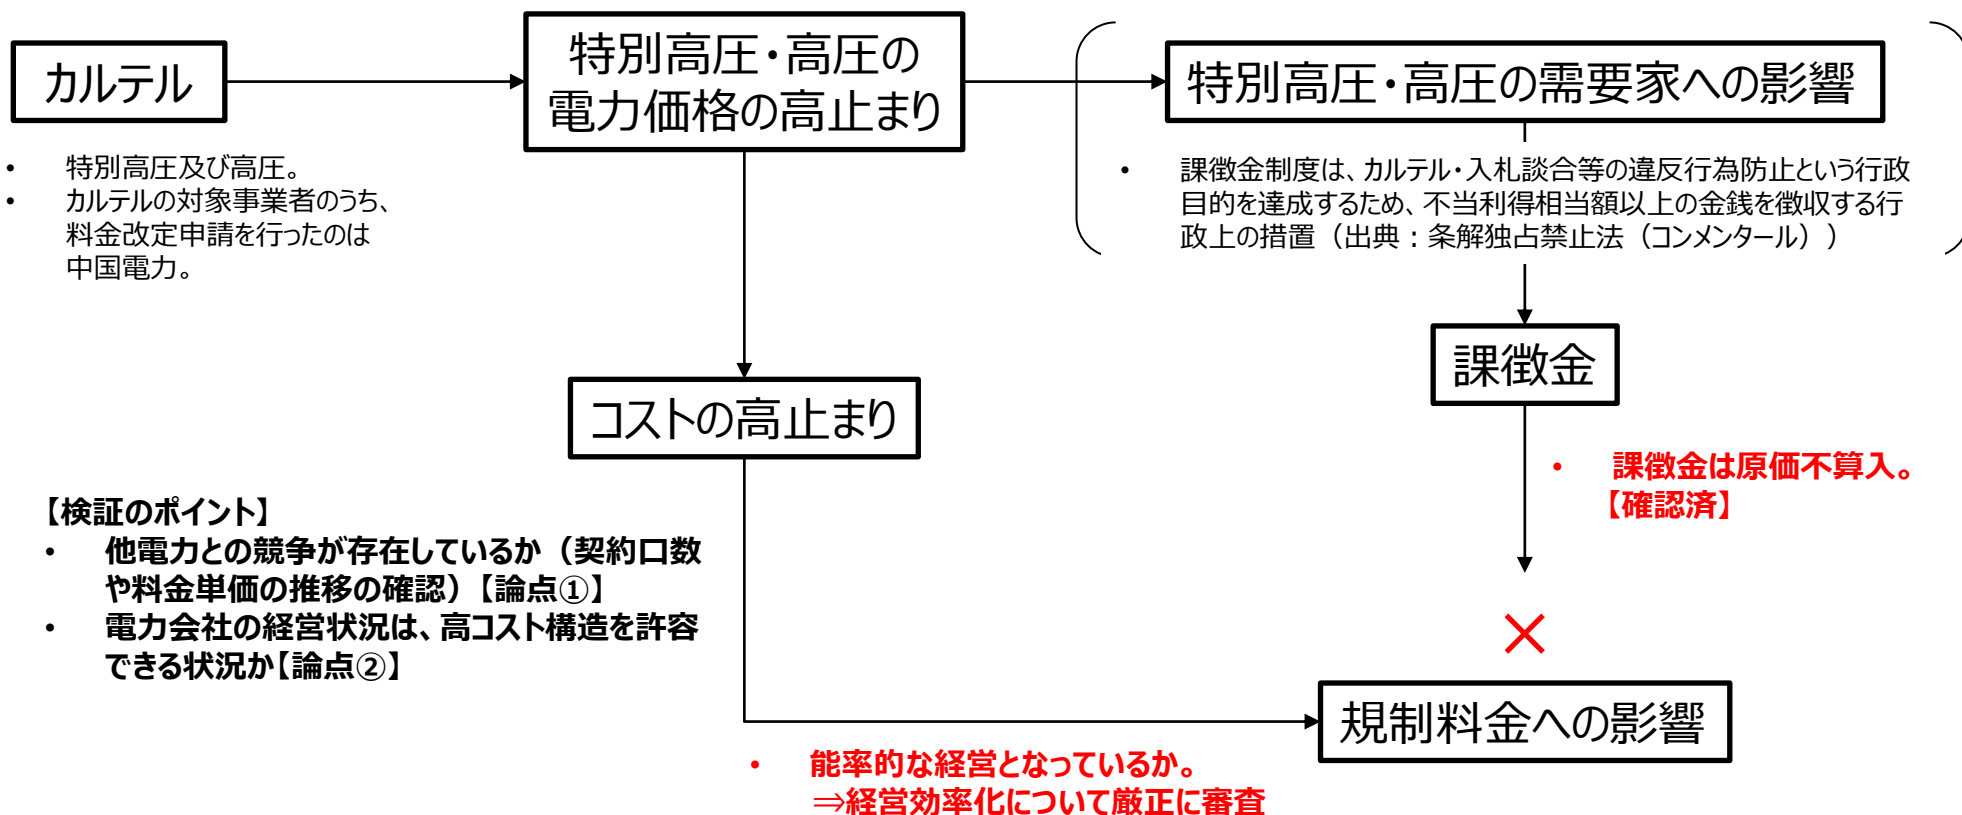 カルテル
特別高圧・高圧の
電力価格の高止まり
特別高圧・高圧の需要家への影響
• 特別高圧及び高圧。
• カルテルの対象事業者のうち、
料金改定申請を行ったのは
中国電力。
• 課徴金制度は、カルテル・入札談合等の違反行為防止という行政
目的を達成するため、不当利得相当額以上の金銭を徴収する行
政上の措置（出典：条解独占禁止法（コンメンタール））
課徴金
コストの高止まり
• 課徴金は原価不算入。
【確認済】
【検証のポイント】
• 他電力との競争が存在しているか（契約口数
や料金単価の推移の確認）【論点①】
• 電力会社の経営状況は、高コスト構造を許容
できる状況か【論点②】
規制料金への影響
• 能率的な経営となっているか。
⇒経営効率化について厳正に審査